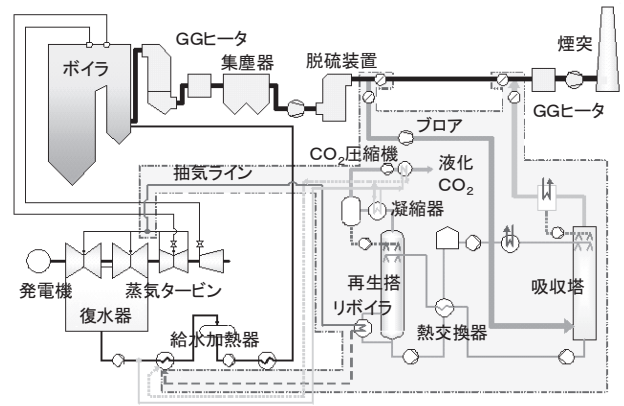 GGヒータ
煙突
ボイラ
集塵器
脱硫装置
GGヒータ
ブロア
CO2圧縮機
液化
CO2
抽気ライン
凝縮器
発電機
蒸気タービン
再生搭
吸収塔
復水器
リボイラ
給水加熱器
熱交換器